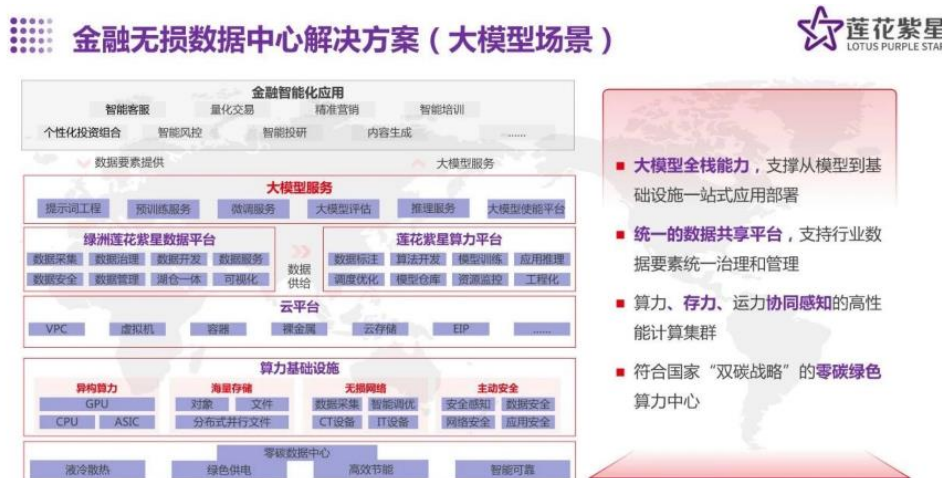 金融无损数据中心解决方案（大模型场景）
莲花紫星
LOTUS PURPLE STAR
金融智能化应用
智能客服 量化交易 精准营销 智能培训
个性化投资组合 智能风控 智能投研 内容生成 ......
数据要素提供 大模型服务
大模型服务
提示词工程 预训练服务 微调服务 大模型评估 推理服务 大模型使能平台
绿洲莲花紫星数据平台
数据采集 数据治理 数据开发 数据服务
数据安全 数据管理 湖仓一体 可视化
数据
供给
莲花紫星算力平台
数据标注 算法开发 模型训练 应用推理
调度优化 模型仓库 资源监控 工程化
云平台
VPC 虚拟机 容器 裸金属 云存储 EIP ......
算力基础设施
异构算力 海量存储 无损网络 主动安全
GPU 对象 文件 数据采集 智能调优 安全感知 数据安全
CPU ASIC 分布式并行文件 CT设备 IT设备 网络安全 应用安全
零碳数据中心
液冷散热 绿色供电 高效节能 智能可靠
■ 大模型全栈能力，支撑从模型到基
础设施一站式应用部署
■ 统一的数据共享平台，支持行业数
据要素统一治理和管理
■ 算力、存力、运力协同感知的高性
能计算集群
■ 符合国家“双碳战略”的零碳绿色
算力中心